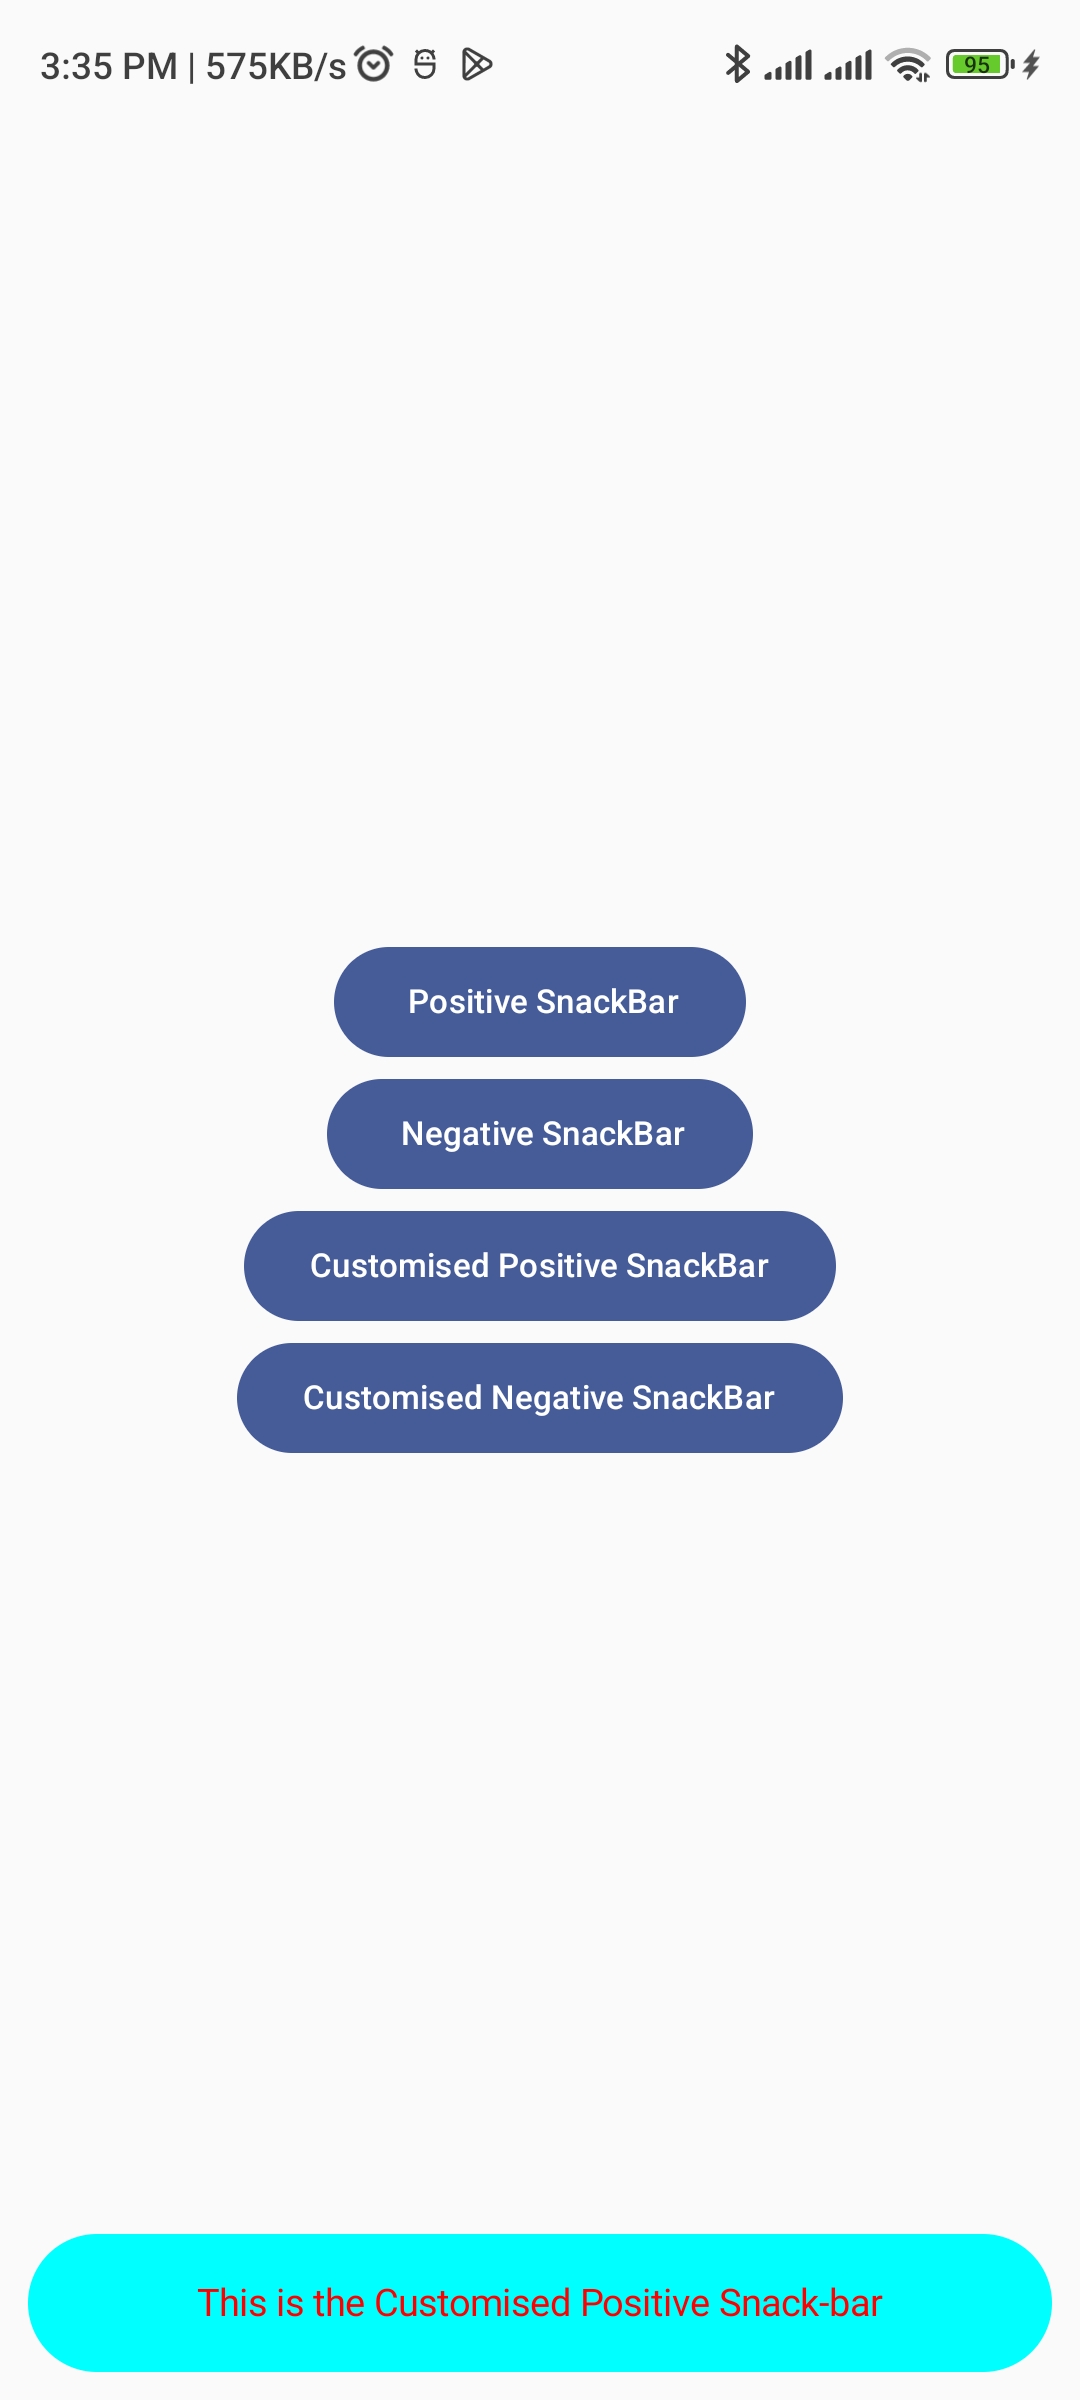 3:35 PM | 575KB/s 95
Positive SnackBar
Negative SnackBar
Customised Positive SnackBar
Customised Negative SnackBar
This is the Customised Positive Snack-bar